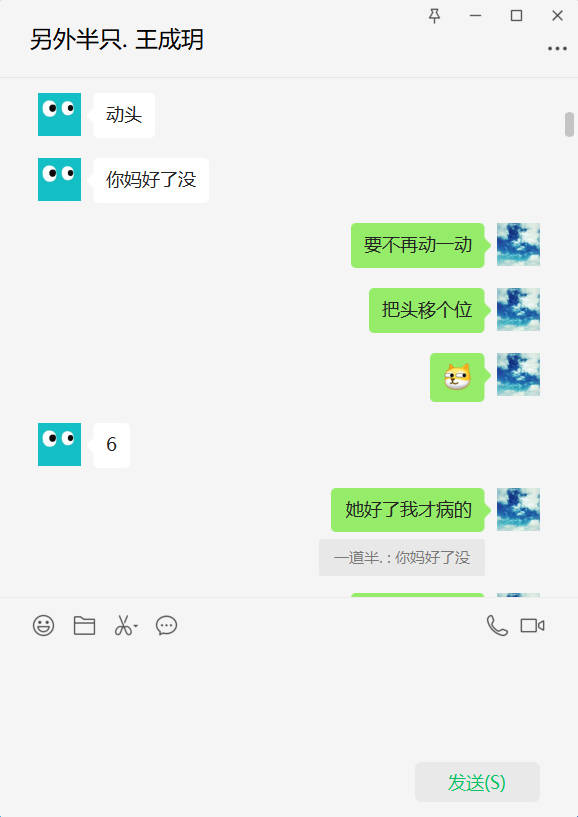 另外半只. 王成玥
动头
你妈好了没
要不再动一动
把头移个位
6
她好了我才病的
一道半. : 你妈好了没
发送(S)